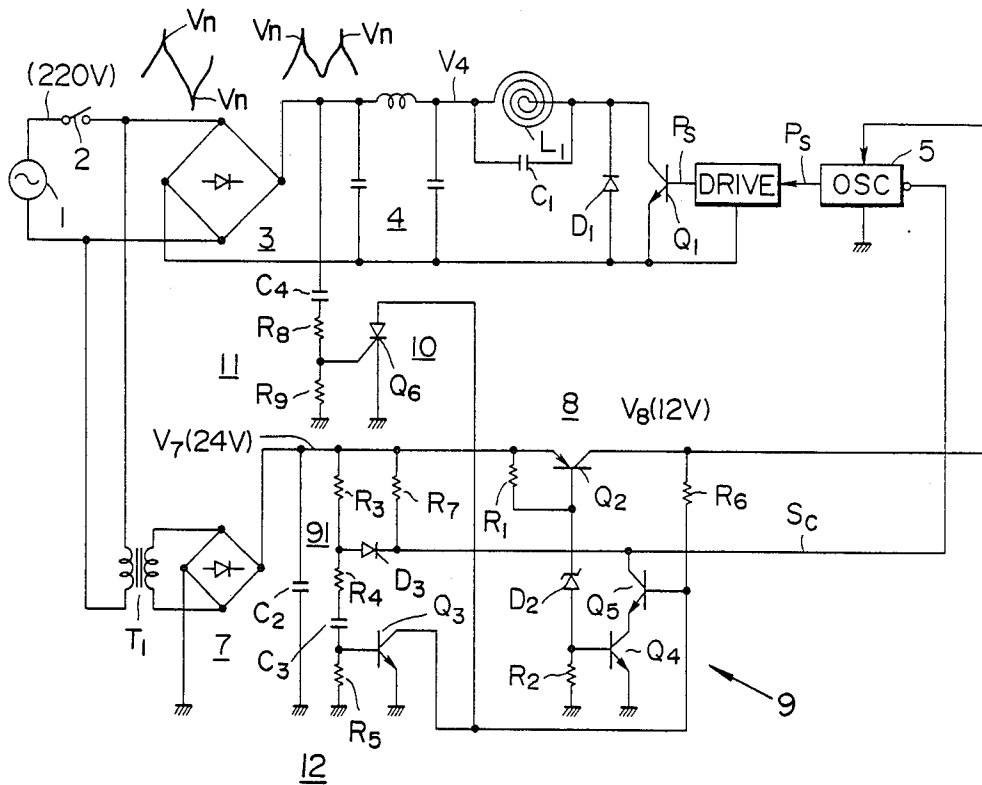 Vn
Vn
Vn
Vn
(220V)
V4
2
L1
C1
PS
PS
5
DRIVE
OSC
1
3
4
D1
Q1
C4
R8
10
11
Q6
R9
8
V8(12V)
V7(24V)
R3
R7
R1
Q2
R6
91
SC
D3
R4
D2
Q5
C2
Q3
T1
7
C3
R2
Q4
9
R5
12